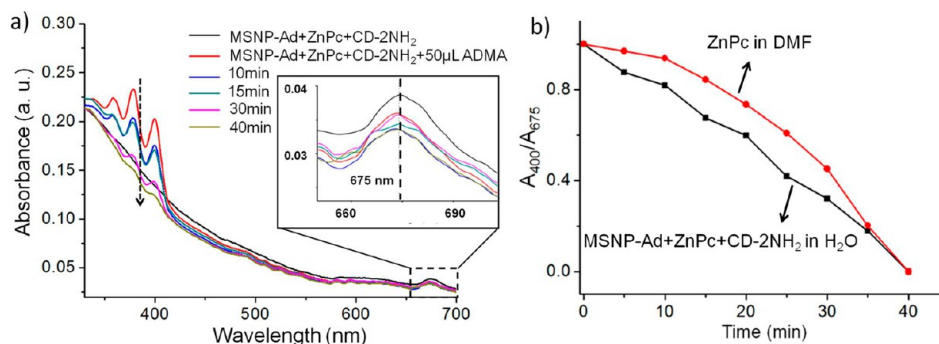 a)
0.30
0.25
0.20
0.15
0.10
0.05
Absorbance (a. u.)
MSNP-Ad+ZnPc+CD-2NH₂
MSNP-Ad+ZnPc+CD-2NH₂+50μL ADMA
10min
15min
30min
40min
0.04
0.03
675 nm
660
690
400
500
600
700
Wavelength (nm)
b)
0.8
0.4
0.0
A₄₀₀/A₆₇₅
ZnPc in DMF
MSNP-Ad+ZnPc+CD-2NH₂ in H₂O
0
10
20
30
40
Time (min)